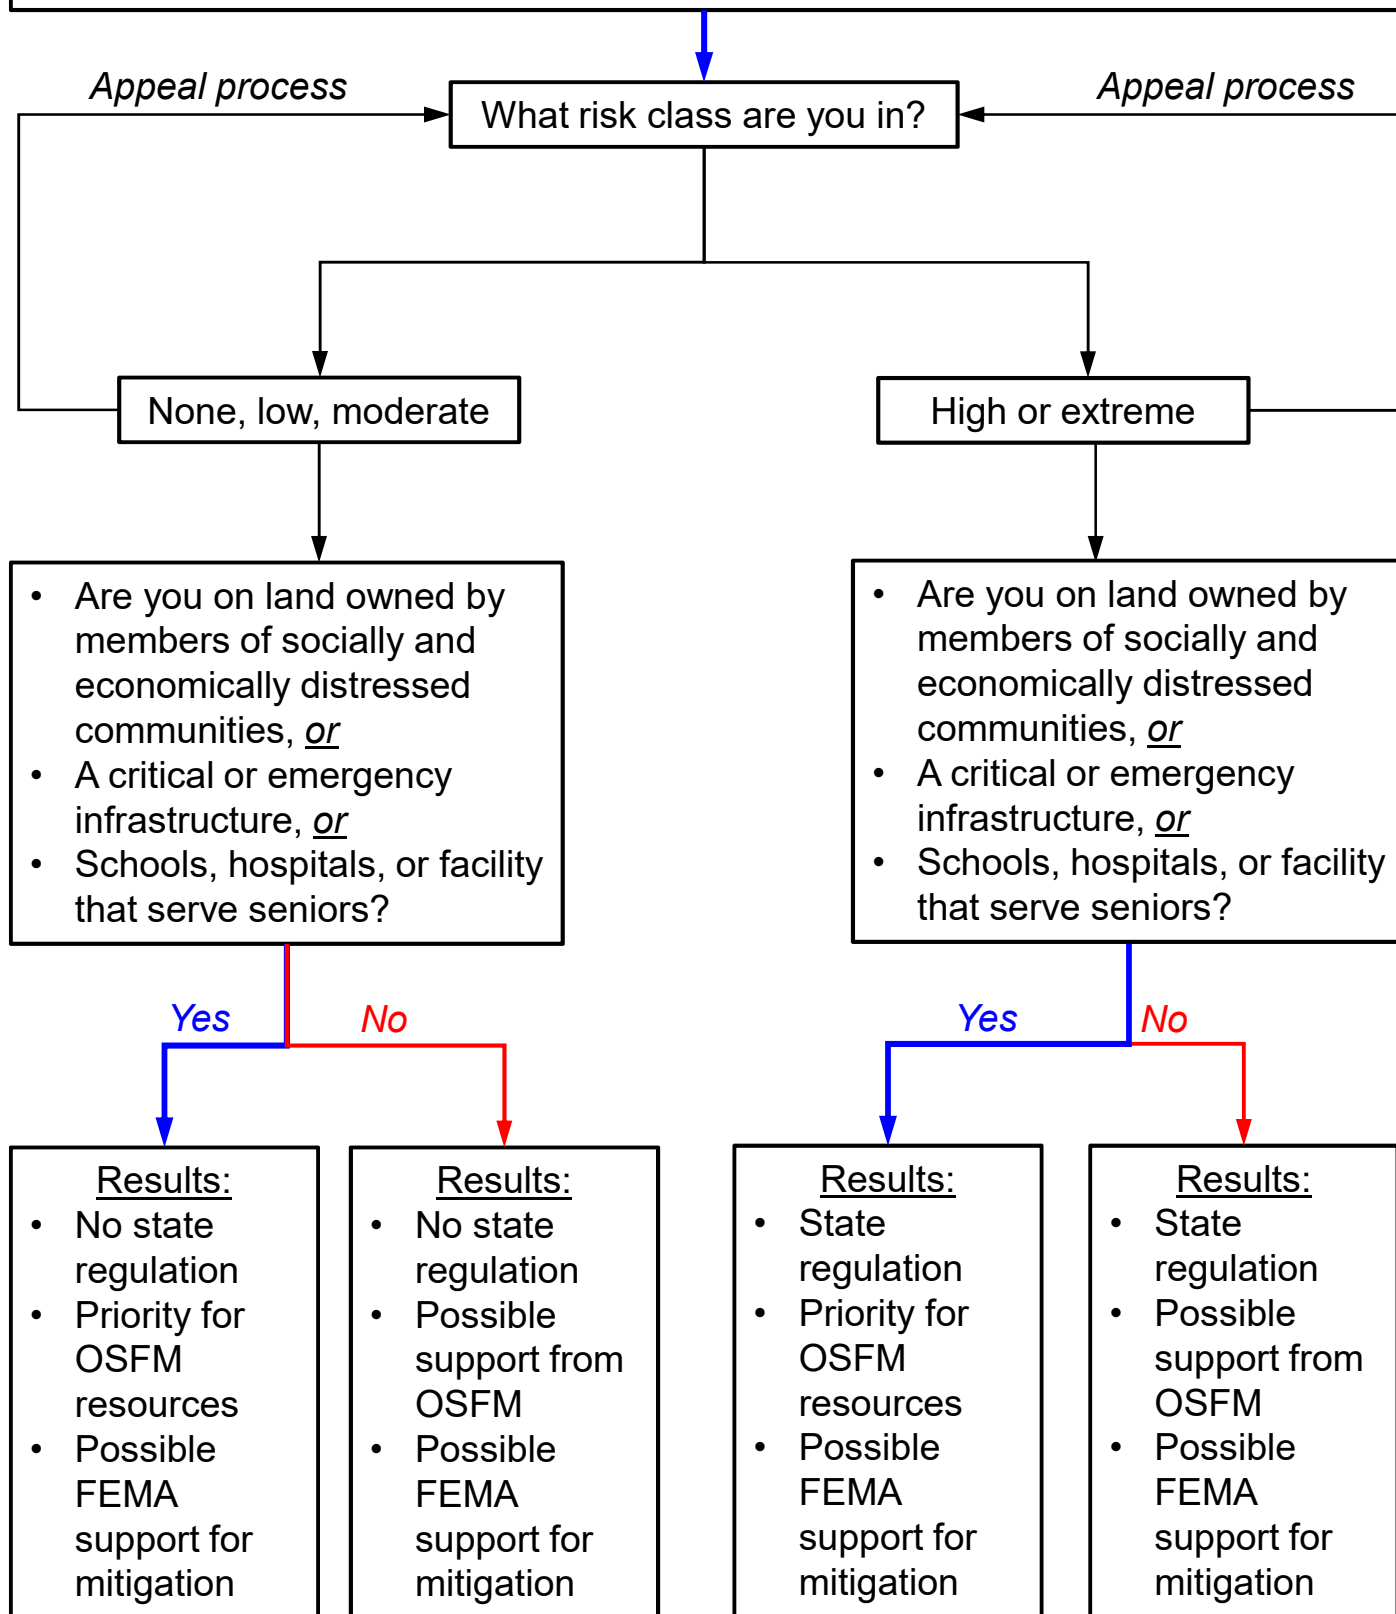 Appeal process
Appeal process
What risk class are you in?
None, low, moderate
High or extreme
• Are you on land owned by
members of socially and
economically distressed
communities, or
• A critical or emergency
infrastructure, or
• Schools, hospitals, or facility
that serve seniors?
• Are you on land owned by
members of socially and
economically distressed
communities, or
• A critical or emergency
infrastructure, or
• Schools, hospitals, or facility
that serve seniors?
Yes
No
Yes
No
Results:
• No state
regulation
• Priority for
OSFM
resources
• Possible
FEMA
support for
mitigation
Results:
• No state
regulation
• Possible
support from
OSFM
• Possible
FEMA
support for
mitigation
Results:
• State
regulation
• Priority for
OSFM
resources
• Possible
FEMA
support for
mitigation
Results:
• State
regulation
• Possible
support from
OSFM
• Possible
FEMA
support for
mitigation